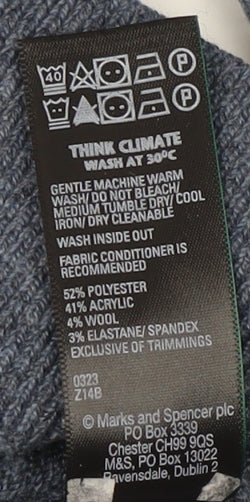 40 P
P
THINK CLIMATE
WASH AT 30ºC
GENTLE MACHINE WARM
WASH/ DO NOT BLEACH/
MEDIUM TUMBLE DRY/ COOL
IRON/ DRY CLEANABLE
WASH INSIDE OUT
FABRIC CONDITIONER IS
RECOMMENDED
52% POLYESTER
41% ACRYLIC
4% WOOL
3% ELASTANE/ SPANDEX
EXCLUSIVE OF TRIMMINGS
0323
Z14B
© Marks and Spencer plc
PO Box 3339
Chester CH99 9QS
M&S, PO Box 13022
Ravensdale, Dublin 2